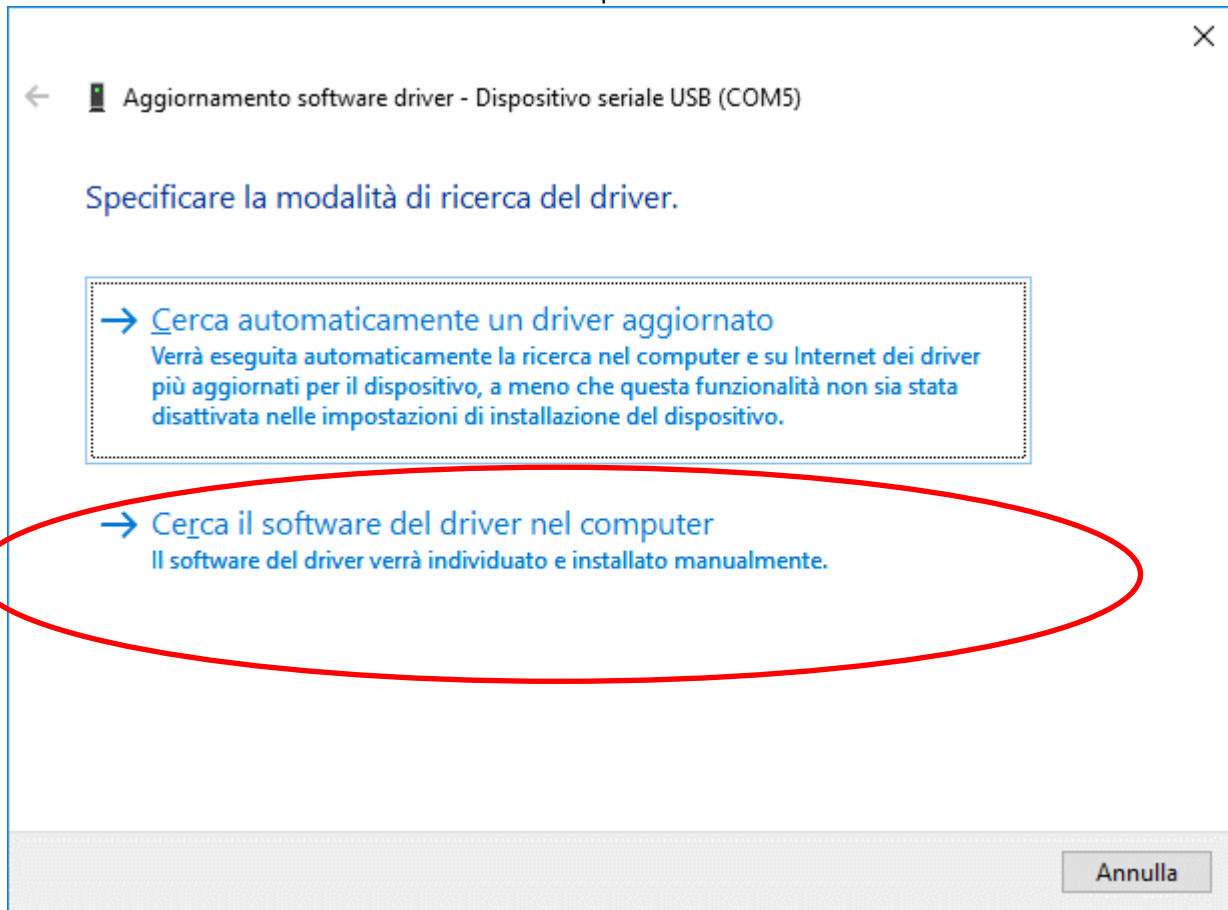 Aggiornamento software driver - Dispositivo seriale USB (COM5)
Specificare la modalità di ricerca del driver.
Cerca automaticamente un driver aggiornato
Verrà eseguita automaticamente la ricerca nel computer e su Internet dei driver
più aggiornati per il dispositivo, a meno che questa funzionalità non sia stata
disattivata nelle impostazioni di installazione del dispositivo.
Cerca il software del driver nel computer
Il software del driver verrà individuato e installato manualmente.
Annulla